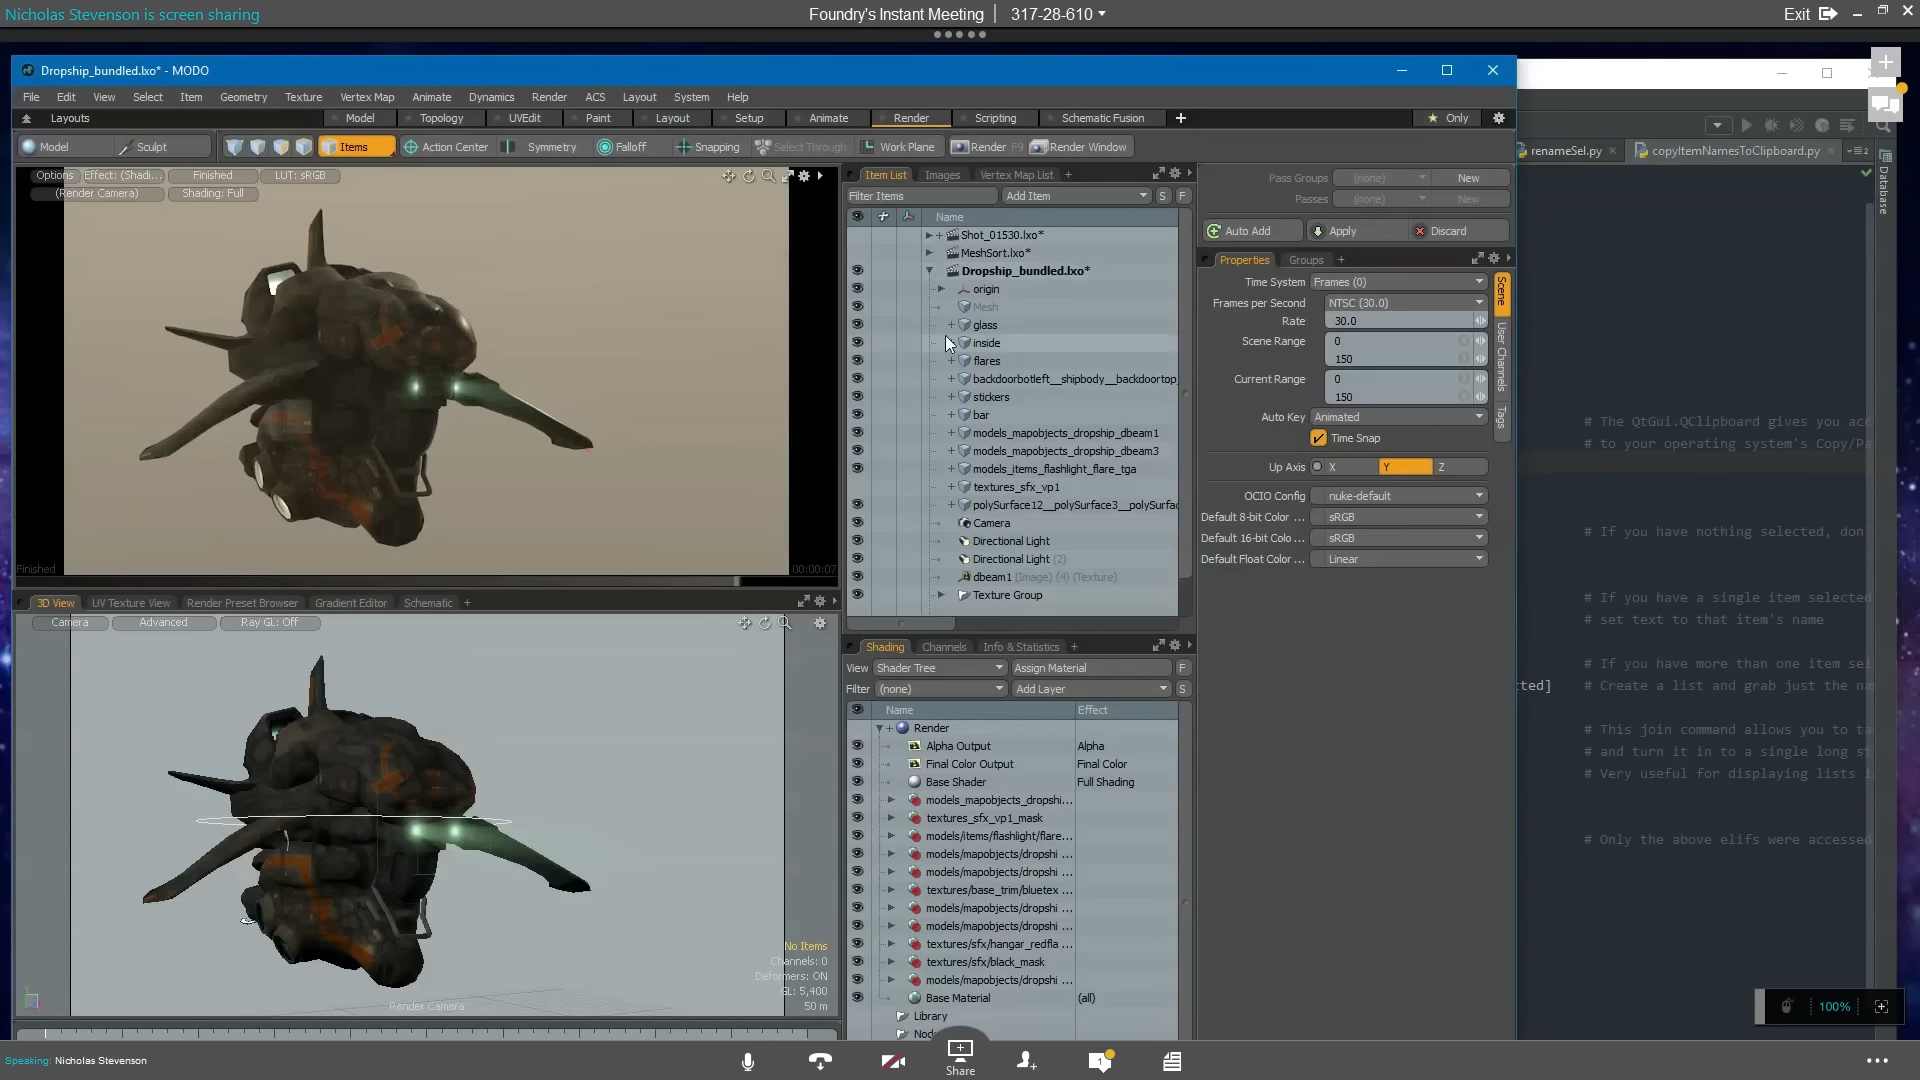 Nicholas Stevenson is screen sharing
Foundry's Instant Meeting
317-28-610
Exit
Dropship_bundled.lxo* - MODO
File Edit View Select Item Geometry Texture Vertex Map Animate Dynamics Render ACS Layout System Help
Layouts
Model Topology UVEdit Paint Layout Setup Animate Render Scripting Schematic Fusion
Only
Model Sculpt Items Action Center Symmetry Falloff Snapping Select Through Work Plane Render F9 Render Window
renameSel.py
copyItemNamesToClipboard.py
Database
Options Effect: (Shadi... Finished LUT: sRGB
(Render Camera) Shading: Full
Finished
00:00:07
Item List Images Vertex Map List
Filter Items Add Item S F
Name
Shot_01530.lxo*
MeshSort.lxo*
Dropship_bundled.lxo*
origin
Mesh
glass
inside
flares
backdoorbotleft__shipbody__backdoortop,
stickers
bar
models_mapobjects_dropship_dbeam1
models_mapobjects_dropship_dbeam3
models_items_flashlight_flare_tga
textures_sfx_vp1
polySurface12__polySurface3__polySurfac
Camera
Directional Light
Directional Light (2)
dbeam1 (Image) (4) (Texture)
Texture Group
Pass Groups (none) New
Passes (none) New
Auto Add Apply Discard
Properties Groups
Time System Frames (0)
Frames per Second NTSC (30.0)
Rate 30.0
Scene Range 0
150
Current Range 0
150
Auto Key Animated
Time Snap
Up Axis X Y Z
OCIO Config nuke-default
Default 8-bit Color ... sRGB
Default 16-bit Colo ... sRGB
Default Float Color ... Linear
Scene
User Channels
Tags
# The QtGui.QClipboard gives you acc
# to your operating system's Copy/Pa
# If you have nothing selected, don'
# If you have a single item selected
# set text to that item's name
# If you have more than one item sel
cted] # Create a list and grab just the na
# This join command allows you to ta
# and turn it in to a single long st
# Very useful for displaying lists i
# Only the above elifs were accessed
3D View UV Texture View Render Preset Browser Gradient Editor Schematic
Camera Advanced Ray GL: Off
No Items
Channels: 0
Deformers: ON
GL: 5,400
50 m
Render Camera
Shading Channels Info & Statistics
View Shader Tree Assign Material F
Filter (none) Add Layer S
Name Effect
Render
Alpha Output Alpha
Final Color Output Final Color
Base Shader Full Shading
models_mapobjects_dropshi...
textures_sfx_vp1_mask
models/items/flashlight/flare...
models/mapobjects/dropshi ...
models/mapobjects/dropshi ...
textures/base_trim/bluetex ...
models/mapobjects/dropshi ...
models/mapobjects/dropshi ...
textures/sfx/hangar_redfla ...
textures/sfx/black_mask
models/mapobjects/dropshi ...
Base Material (all)
Library
Nod
100%
Speaking: Nicholas Stevenson
Share
1